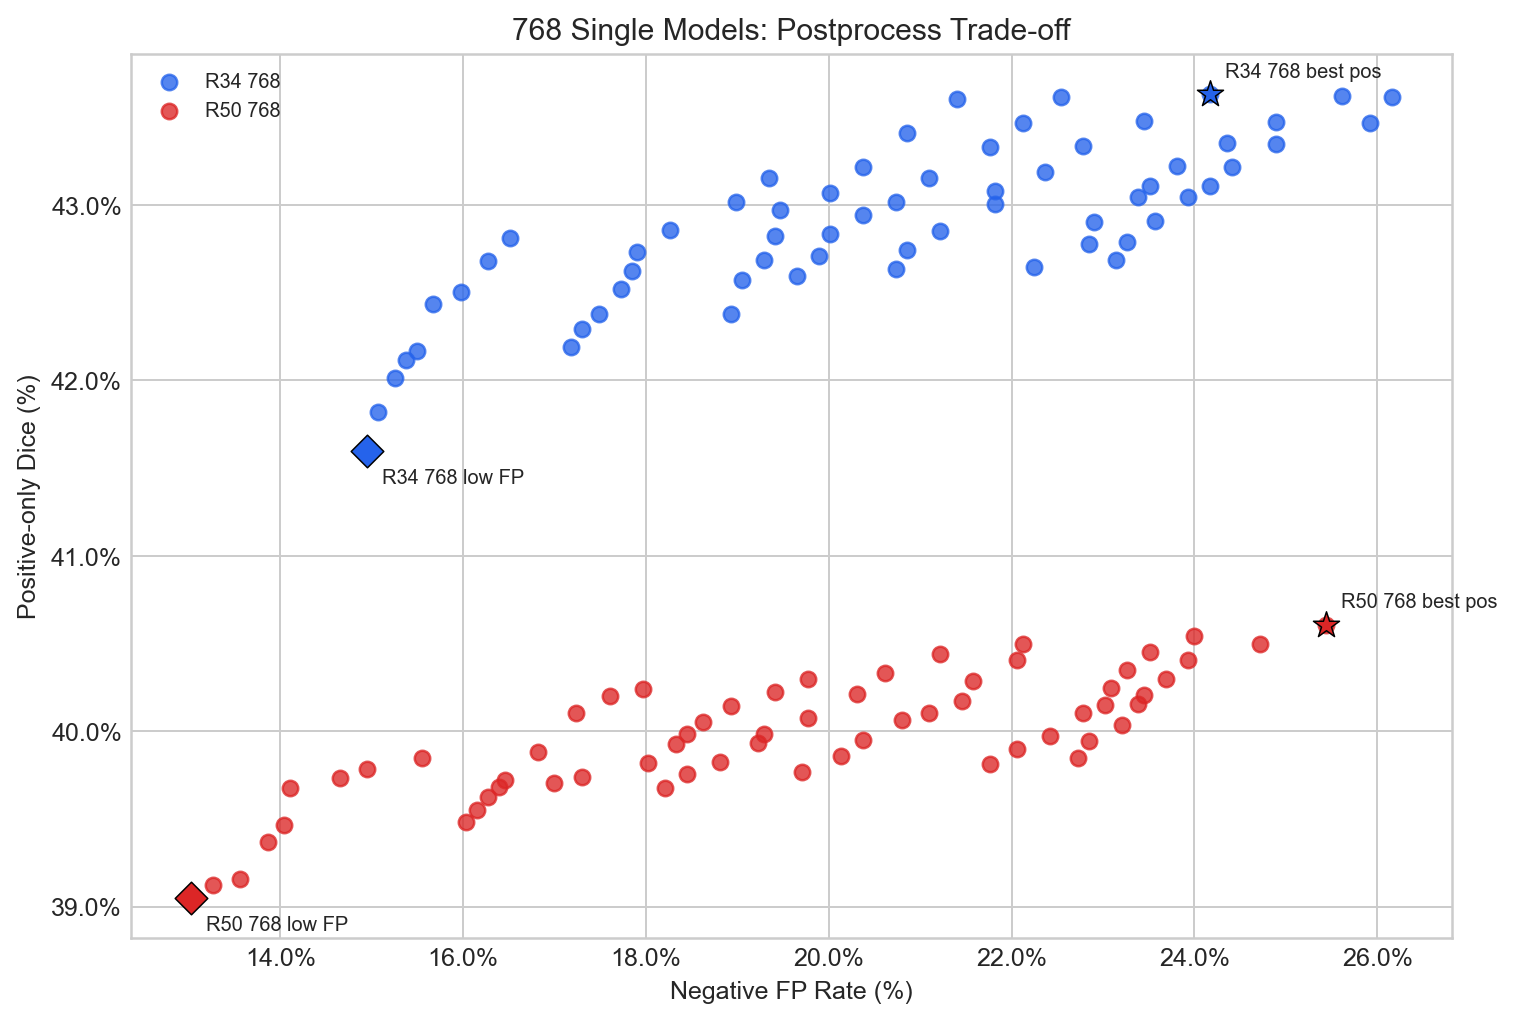 768 Single Models: Postprocess Trade-off
R34 768
R50 768
R34 768 best pos
R34 768 low FP
R50 768 best pos
R50 768 low FP
43.0%
42.0%
41.0%
40.0%
39.0%
Positive-only Dice (%)
14.0% 16.0% 18.0% 20.0% 22.0% 24.0% 26.0%
Negative FP Rate (%)